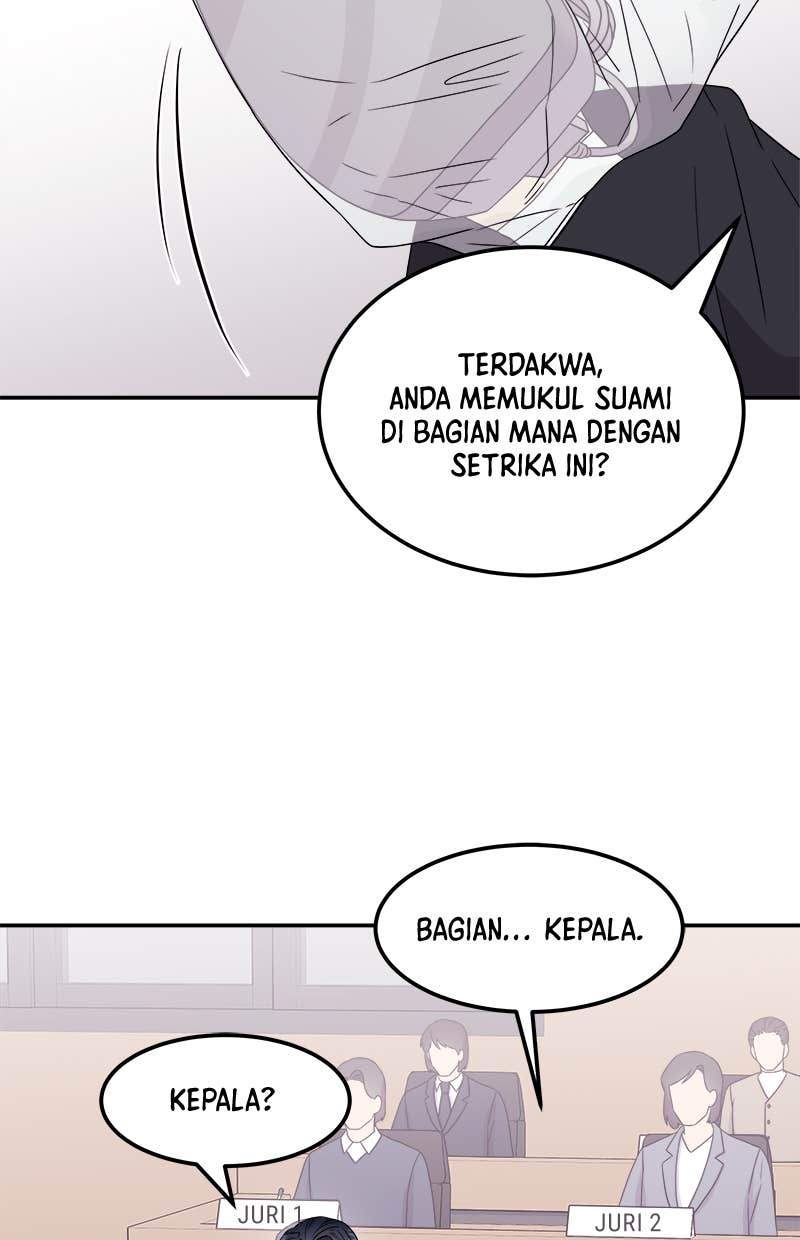 TERDAKWA,
ANDA MEMUKUL SUAMI
DI BAGIAN MANA DENGAN
SETRIKA INI?
BAGIAN... KEPALA.
KEPALA?
JURI 1
JURI 2